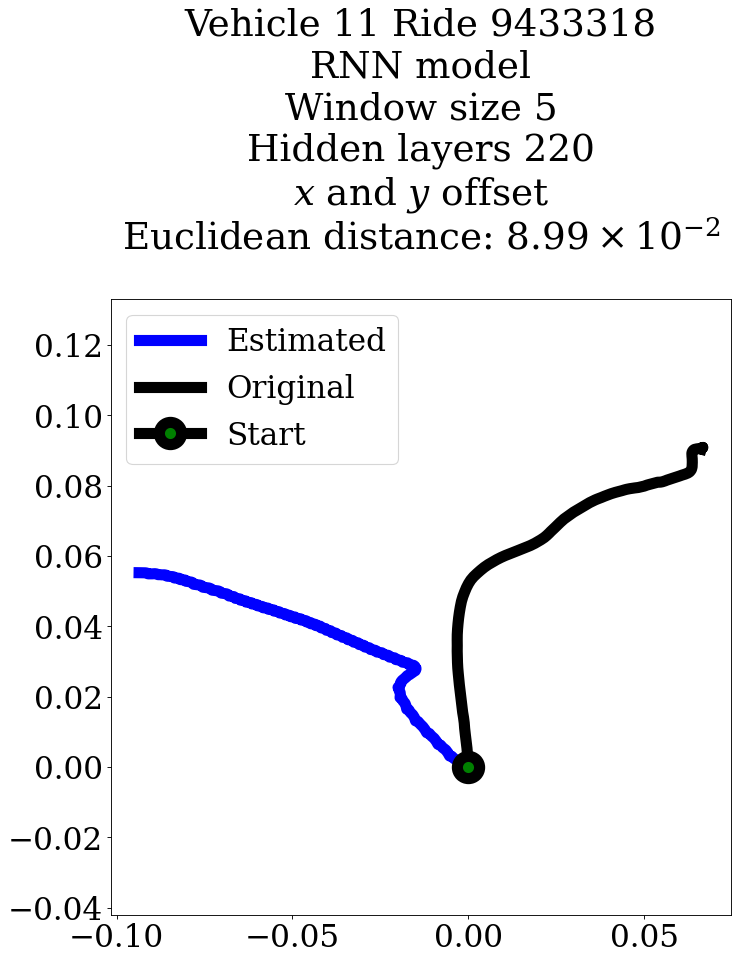 Vehicle 11 Ride 9433318
RNN model
Window size 5
Hidden layers 220
x and y offset
Euclidean distance: 8.99 × 10⁻²
Estimated
Original
Start
0.12
0.10
0.08
0.06
0.04
0.02
0.00
−0.02
−0.04
−0.10 −0.05 0.00 0.05